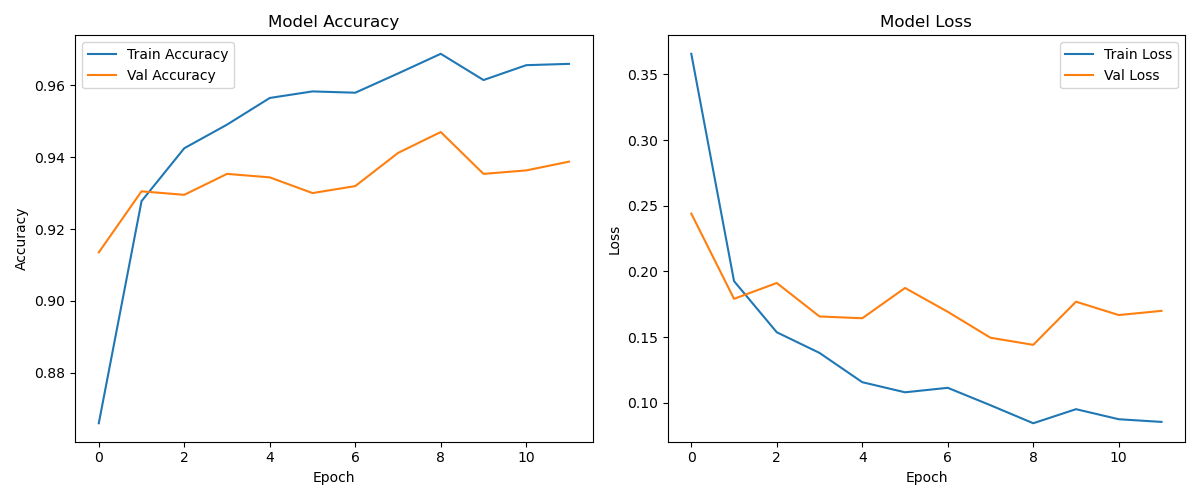 Model Accuracy
Train Accuracy
Val Accuracy
0.96
0.94
0.92
0.90
0.88
Accuracy
0
2
4
6
8
10
Epoch
Model Loss
Train Loss
Val Loss
0.35
0.30
0.25
0.20
0.15
0.10
Loss
0
2
4
6
8
10
Epoch